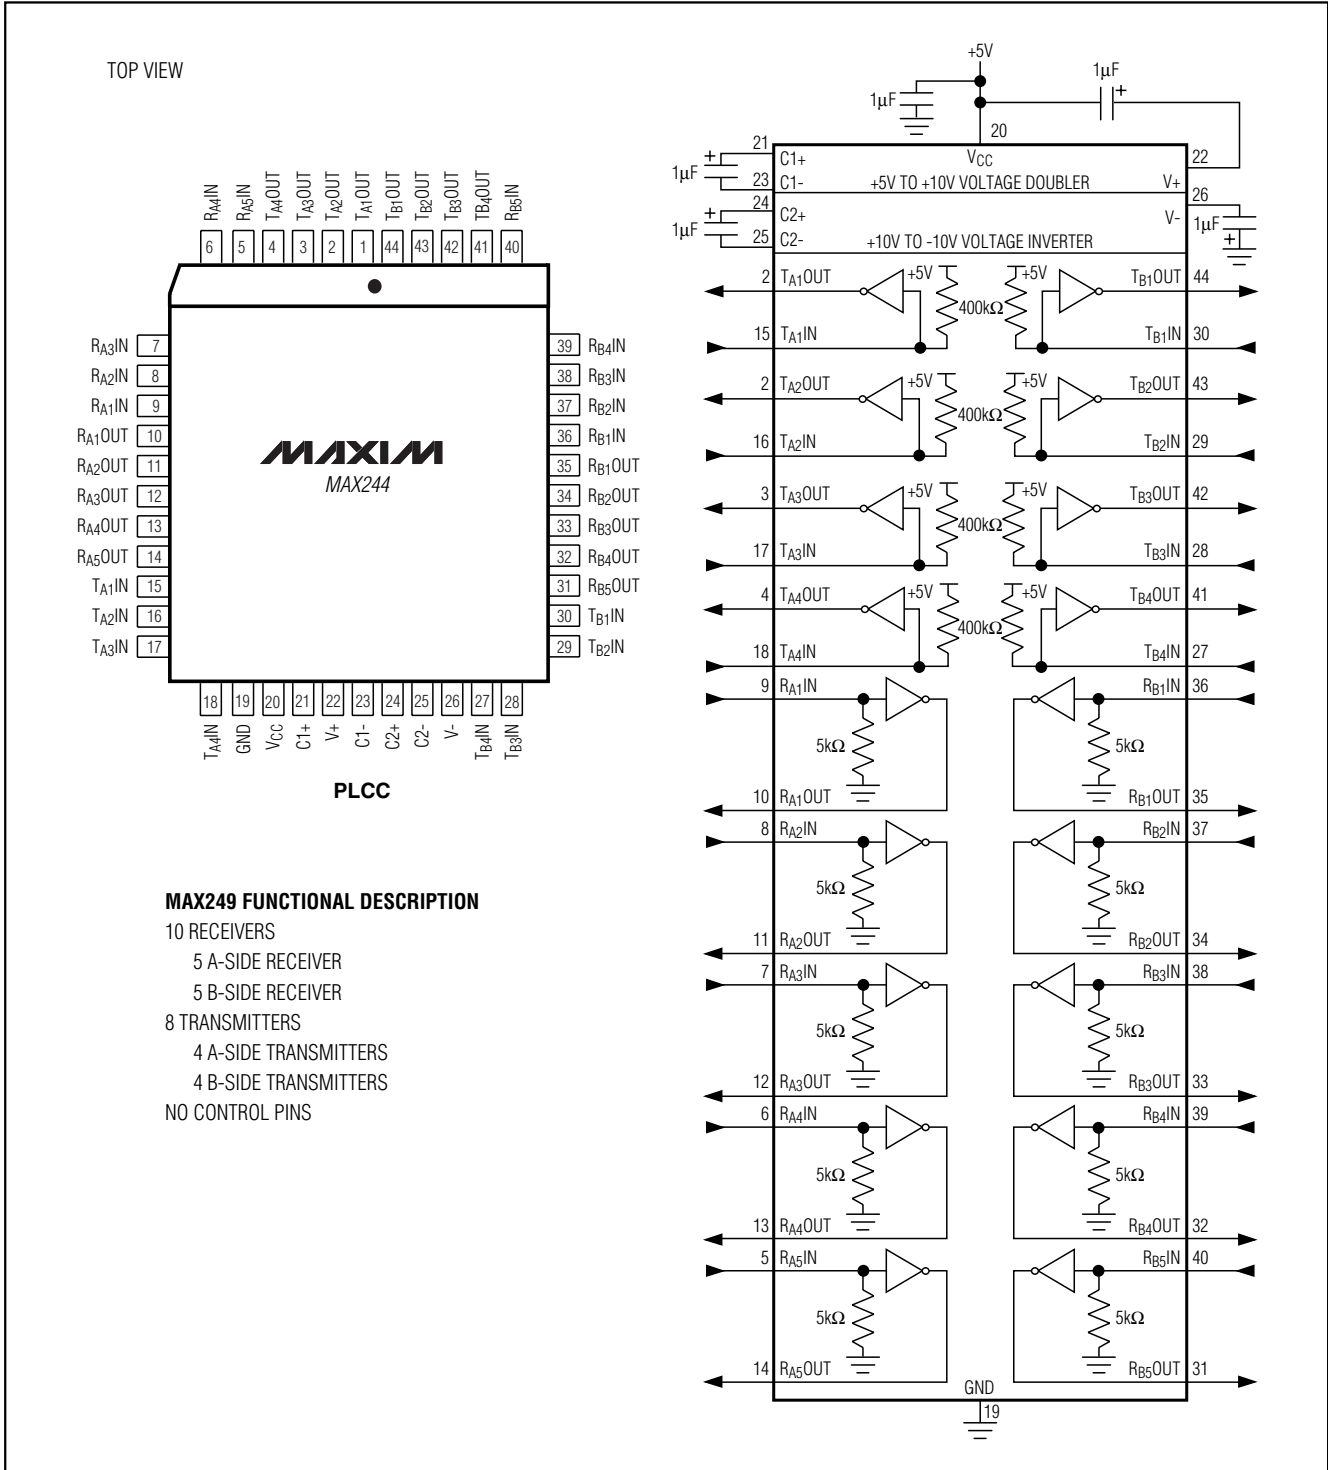 TOP VIEW
RA4IN
RA5IN
TA4OUT
TA3OUT
TA2OUT
TA1OUT
TB1OUT
TB2OUT
TB3OUT
TB4OUT
RB5IN
6 5 4 3 2 1 44 43 42 41 40
RA3IN 7
RA2IN 8
RA1IN 9
RA1OUT 10
RA2OUT 11
RA3OUT 12
RA4OUT 13
RA5OUT 14
TA1IN 15
TA2IN 16
TA3IN 17
MAXIM
MAX244
39 RB4IN
38 RB3IN
37 RB2IN
36 RB1IN
35 RB1OUT
34 RB2OUT
33 RB3OUT
32 RB4OUT
31 RB5OUT
30 TB1IN
29 TB2IN
18 19 20 21 22 23 24 25 26 27 28
TA4IN
GND
VCC
C1+
V+
C1-
C2+
C2-
V-
TB4IN
TB3IN
PLCC
MAX249 FUNCTIONAL DESCRIPTION
10 RECEIVERS
5 A-SIDE RECEIVER
5 B-SIDE RECEIVER
8 TRANSMITTERS
4 A-SIDE TRANSMITTERS
4 B-SIDE TRANSMITTERS
NO CONTROL PINS
+5V
1µF
1µF +
20
VCC
21 C1+
1µF +
23 C1-
+5V TO +10V VOLTAGE DOUBLER
22
V+
24 C2+
1µF +
25 C2-
+10V TO -10V VOLTAGE INVERTER
26
V-
1µF +
2 TA1OUT +5V +5V TB1OUT 44
400kΩ
15 TA1IN TB1IN 30
2 TA2OUT +5V +5V TB2OUT 43
400kΩ
16 TA2IN TB2IN 29
3 TA3OUT +5V +5V TB3OUT 42
400kΩ
17 TA3IN TB3IN 28
4 TA4OUT +5V +5V TB4OUT 41
400kΩ
18 TA4IN TB4IN 27
9 RA1IN RB1IN 36
5kΩ 5kΩ
10 RA1OUT RB1OUT 35
8 RA2IN RB2IN 37
5kΩ 5kΩ
11 RA2OUT RB2OUT 34
7 RA3IN RB3IN 38
5kΩ 5kΩ
12 RA3OUT RB3OUT 33
6 RA4IN RB4IN 39
5kΩ 5kΩ
13 RA4OUT RB4OUT 32
5 RA5IN RB5IN 40
5kΩ 5kΩ
14 RA5OUT RB5OUT 31
GND
19